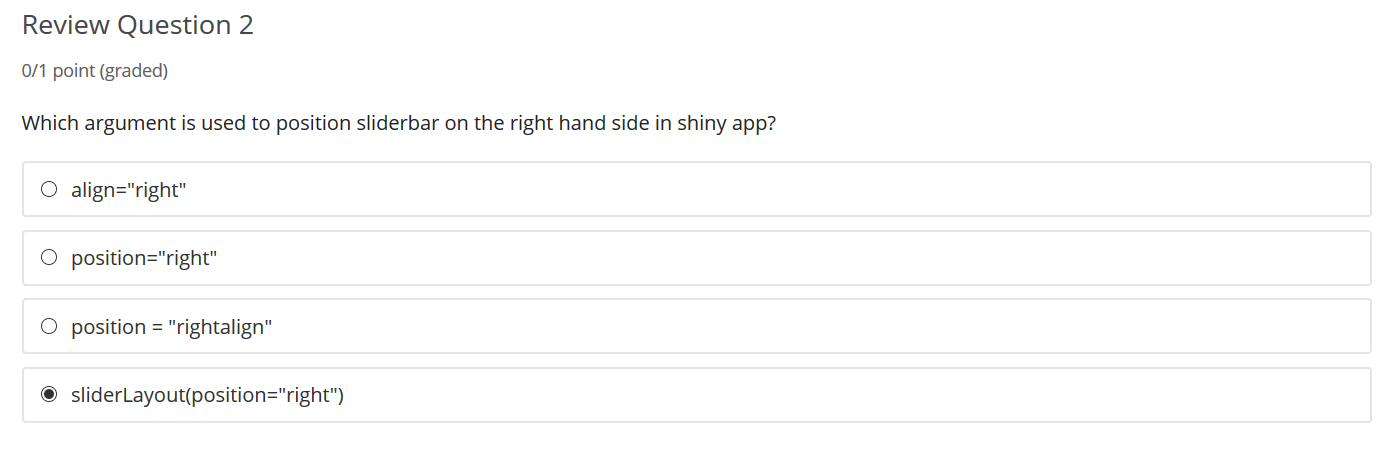 Review Question 2
0/1 point (graded)
Which argument is used to position sliderbar on the right hand side in shiny app?
align="right"
position="right"
position = "rightalign"
sliderLayout(position="right")